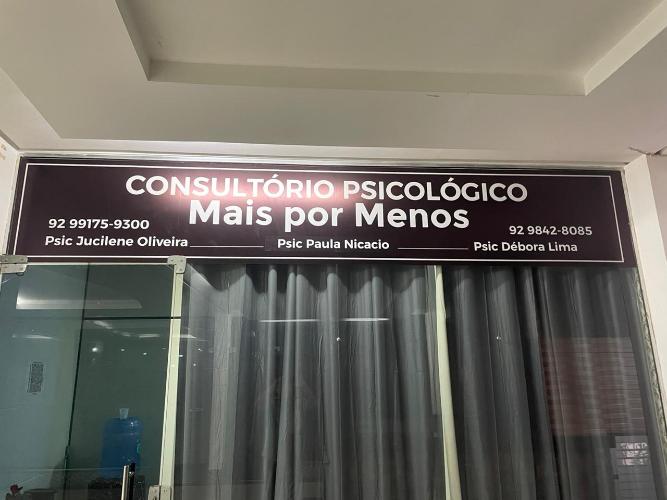 CONSULTÓRIO PSICOLÓGICO
Mais por Menos
92 99175-9300
92 9842-8085
Psic Jucilene Oliveira Psic Paula Nicacio Psic Débora Lima